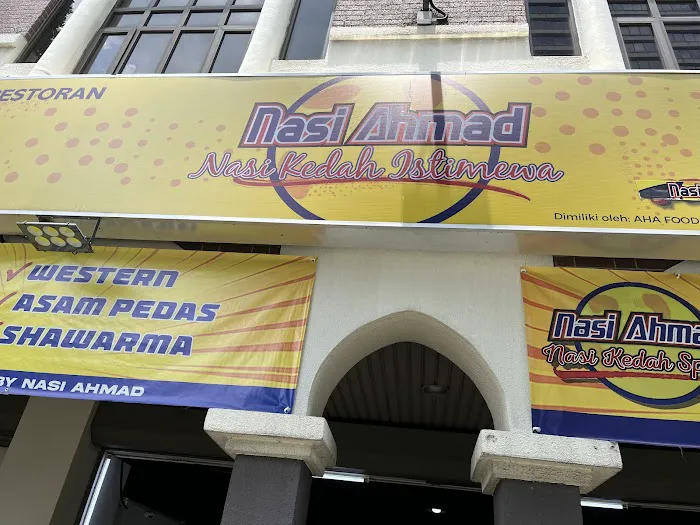 RESTORAN
Nasi Ahmad
Nasi Kedah Istimewa
Nasi
Dimiliki oleh: AHA FOOD
WESTERN
ASAM PEDAS
SHAWARMA
BY NASI AHMAD
Nasi Ahma
Nasi Kedah Sp